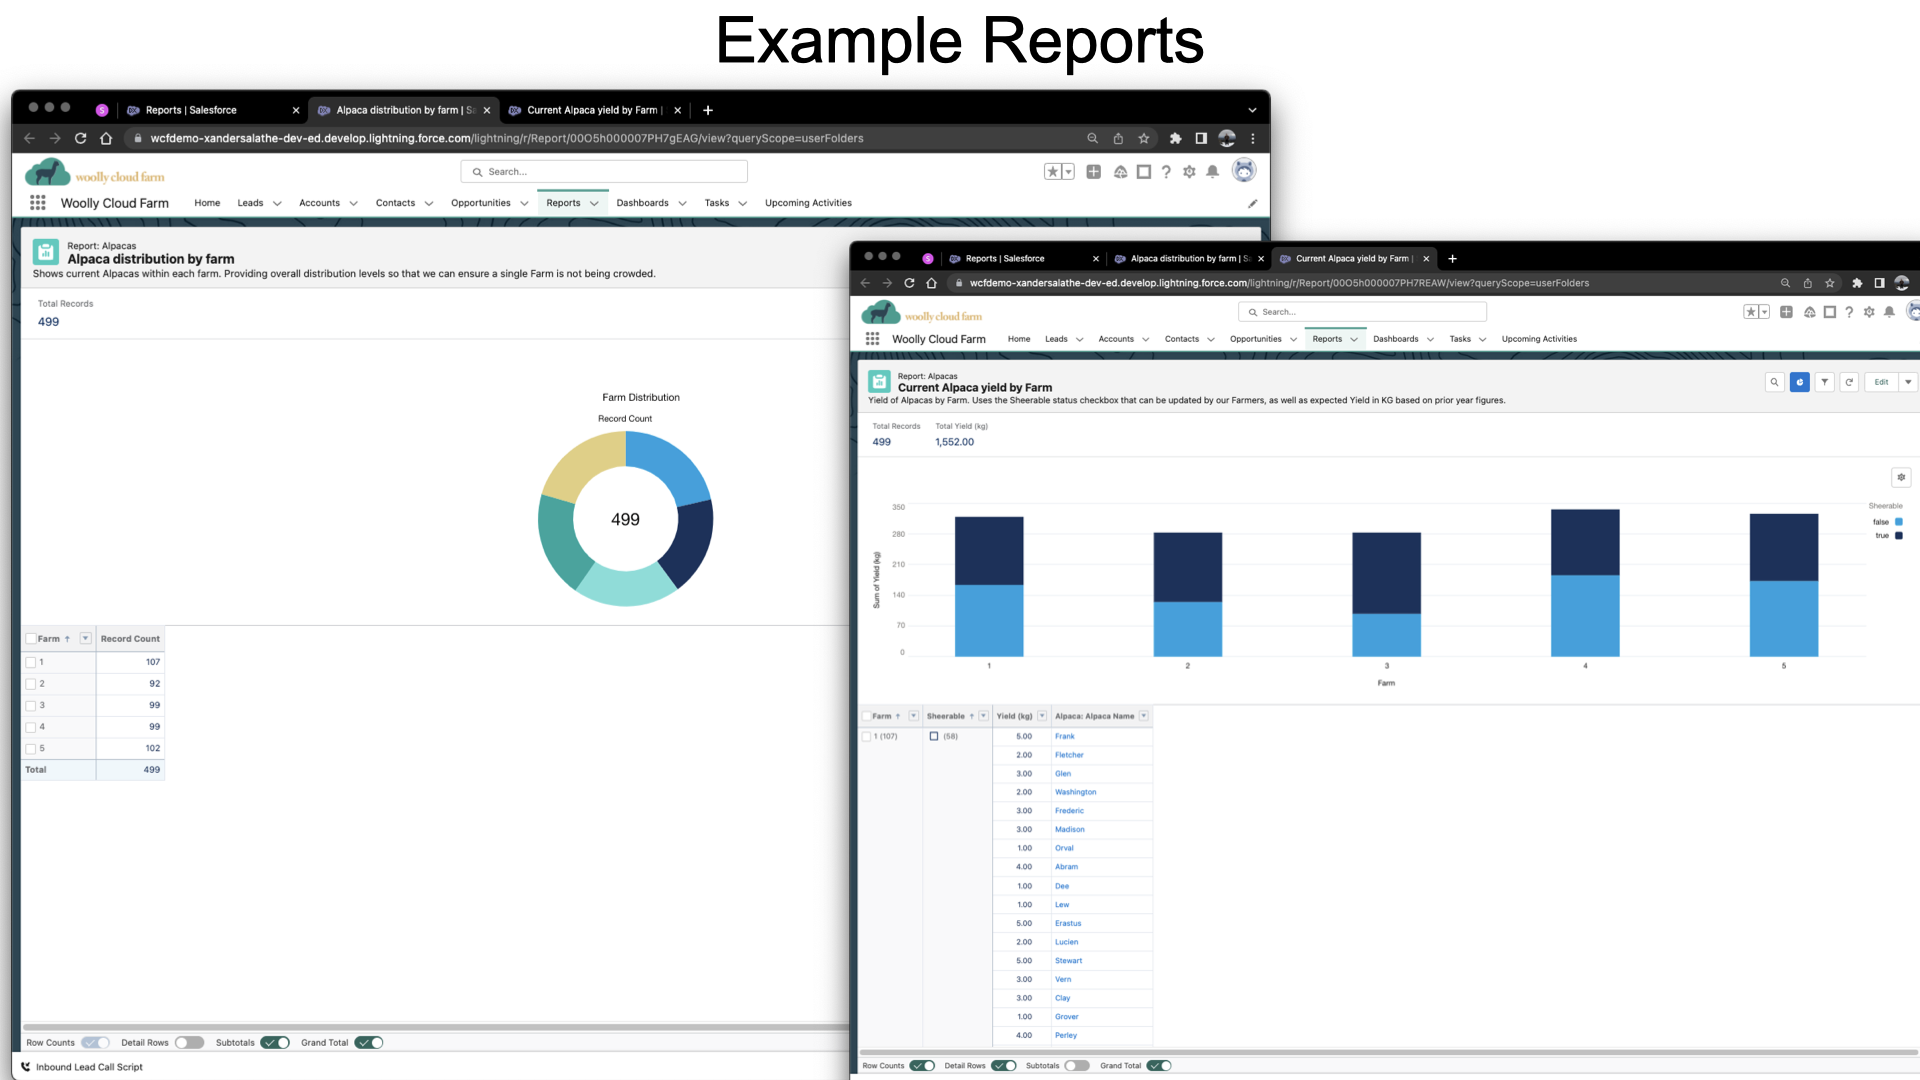 Example Reports
Reports | Salesforce
Alpaca distribution by farm | Sa
Current Alpaca yield by Farm |
wcfdemo-xandersalathe-dev-ed.develop.lightning.force.com/lightning/r/Report/00O5h000007PH7gEAG/view?queryScope=userFolders
woolly cloud farm
Search...
Woolly Cloud Farm
Home
Leads
Accounts
Contacts
Opportunities
Reports
Dashboards
Tasks
Upcoming Activities
Report: Alpacas
Alpaca distribution by farm
Shows current Alpacas within each farm. Providing overall distribution levels so that we can ensure a single Farm is not being crowded.
Total Records
499
Farm Distribution
Record Count
499
Farm ↑ Record Count
1 107
2 92
3 99
4 99
5 102
Total 499
Row Counts
Detail Rows
Subtotals
Grand Total
Inbound Lead Call Script
Reports | Salesforce
Alpaca distribution by farm | Sa
Current Alpaca yield by Farm |
wcfdemo-xandersalathe-dev-ed.develop.lightning.force.com/lightning/r/Report/00O5h000007PH7REAW/view?queryScope=userFolders
woolly cloud farm
Search...
Woolly Cloud Farm
Home
Leads
Accounts
Contacts
Opportunities
Reports
Dashboards
Tasks
Upcoming Activities
Report: Alpacas
Current Alpaca yield by Farm
Edit
Yield of Alpacas by Farm. Uses the Sheerable status checkbox that can be updated by our Farmers, as well as expected Yield in KG based on prior year figures.
Total Records
499
Total Yield (kg)
1,552.00
Sum of Yield (kg)
350
280
210
140
70
0
1
2
3
4
5
Farm
Sheerable
false
true
Farm ↑ Sheerable ↑ Yield (kg) Alpaca: Alpaca Name
1 (107) (58) 5.00 Frank
2.00 Fletcher
3.00 Glen
2.00 Washington
3.00 Frederic
3.00 Madison
1.00 Orval
4.00 Abram
1.00 Dee
1.00 Lew
5.00 Erastus
2.00 Lucien
5.00 Stewart
3.00 Vern
3.00 Clay
1.00 Grover
4.00 Perley
Row Counts
Detail Rows
Subtotals
Grand Total